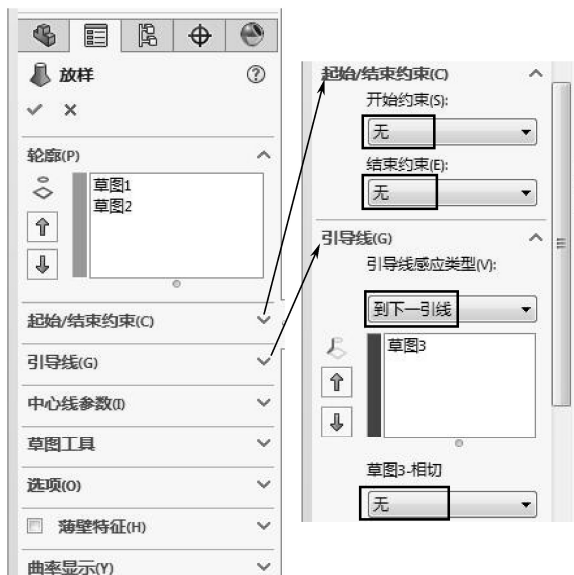 放样
轮廓(P)
草图1
草图2
起始/结束约束(C)
引导线(G)
中心线参数(I)
草图工具
选项(O)
薄壁特征(H)
曲率显示(Y)
起始/结束约束(C)
开始约束(S):
无
结束约束(E):
无
引导线(G)
引导线感应类型(V):
到下一引线
草图3
草图3-相切
无